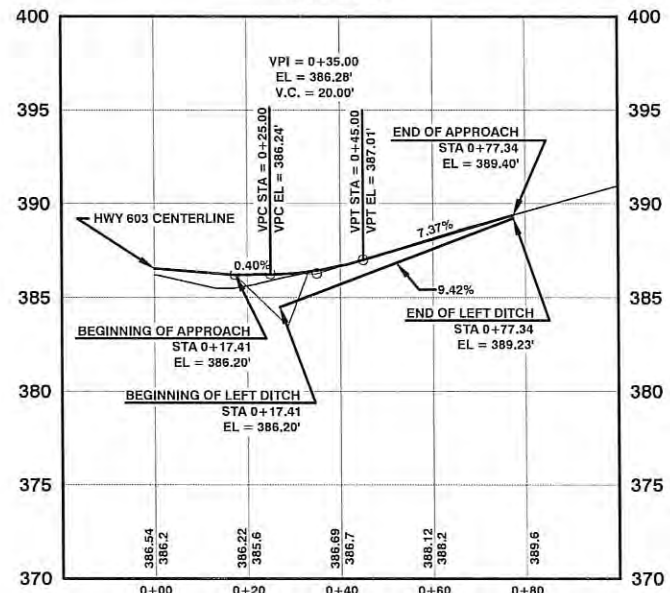 400
400
VPI = 0+35.00
EL = 386.28'
V.C. = 20.00'
395
395
VPC STA = 0+25.00
VPC EL = 386.24'
VPT STA = 0+45.00
VPT EL = 387.01'
END OF APPROACH
STA 0+77.34
EL = 389.40'
390
390
HWY 603 CENTERLINE
7.37%
0.40%
385
385
9.42%
END OF LEFT DITCH
STA 0+77.34
EL = 389.23'
BEGINNING OF APPROACH
STA 0+17.41
EL = 386.20'
380
380
BEGINNING OF LEFT DITCH
STA 0+17.41
EL = 386.20'
375
375
386.54
386.2
386.22
385.6
386.69
386.7
388.12
388.2
389.6
370
370
0+00
0+20
0+40
0+60
0+80